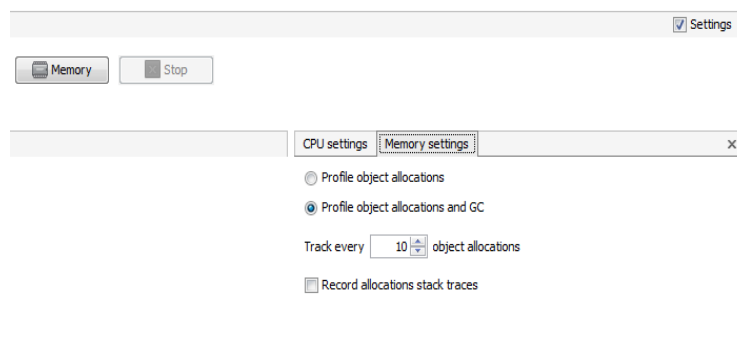 Settings
Memory Stop
CPU settings Memory settings
Profile object allocations
Profile object allocations and GC
Track every 10 object allocations
Record allocations stack traces